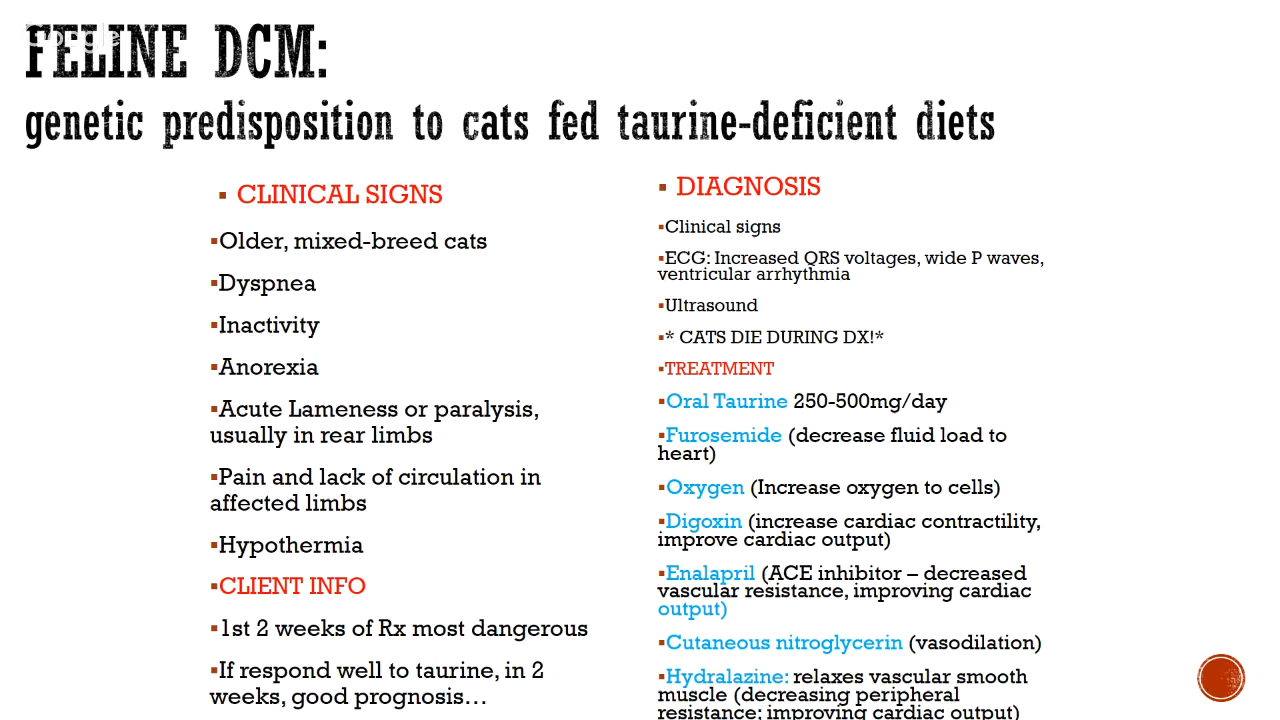 Google
FELINE DCM:
genetic predisposition to cats fed taurine-deficient diets
▪ CLINICAL SIGNS
▪Older, mixed-breed cats
▪Dyspnea
▪Inactivity
▪Anorexia
▪Acute Lameness or paralysis,
usually in rear limbs
▪Pain and lack of circulation in
affected limbs
▪Hypothermia
▪CLIENT INFO
▪1st 2 weeks of Rx most dangerous
▪If respond well to taurine, in 2
weeks, good prognosis…
▪ DIAGNOSIS
▪Clinical signs
▪ECG: Increased QRS voltages, wide P waves,
ventricular arrhythmia
▪Ultrasound
▪* CATS DIE DURING DX!*
▪TREATMENT
▪Oral Taurine 250-500mg/day
▪Furosemide (decrease fluid load to
heart)
▪Oxygen (Increase oxygen to cells)
▪Digoxin (increase cardiac contractility,
improve cardiac output)
▪Enalapril (ACE inhibitor – decreased
vascular resistance, improving cardiac
output)
▪Cutaneous nitroglycerin (vasodilation)
▪Hydralazine: relaxes vascular smooth
muscle (decreasing peripheral
resistance; improving cardiac output)